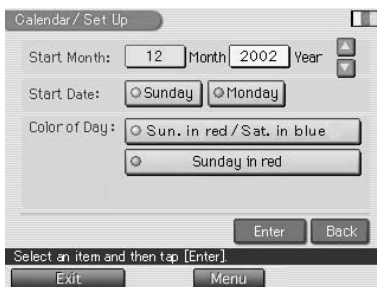 Calendar/Set Up
Start Month: 12 Month 2002 Year
Start Date: Sunday Monday
Color of Day: Sun. in red/Sat. in blue
Sunday in red
Enter Back
Select an item and then tap [Enter].
Exit Menu